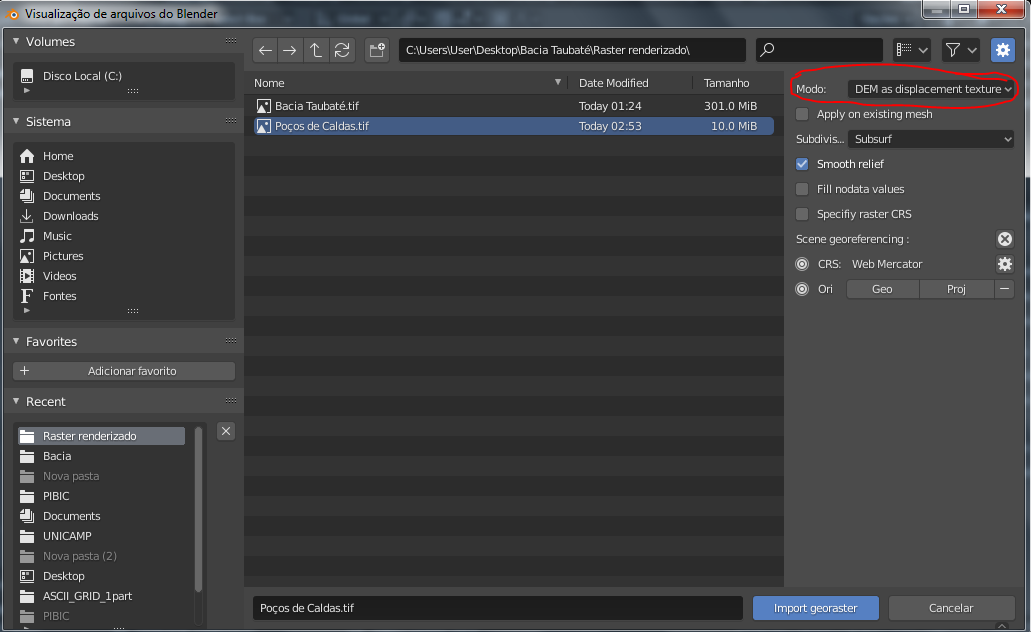 Visualização de arquivos do Blender
Volumes
Disco Local (C:)
Sistema
Home
Desktop
Documents
Downloads
Music
Pictures
Videos
Fontes
Favorites
Adicionar favorito
Recent
Raster renderizado
Bacia
Nova pasta
PIBIC
Documents
UNICAMP
Nova pasta (2)
Desktop
ASCII_GRID_1part
PIBIC
C:\Users\User\Desktop\Bacia Taubaté\Raster renderizado\
Nome Date Modified Tamanho
Bacia Taubaté.tif Today 01:24 301.0 MiB
Poços de Caldas.tif Today 02:53 10.0 MiB
Poços de Caldas.tif
Modo: DEM as displacement texture
Apply on existing mesh
Subdivis... Subsurf
Smooth relief
Fill nodata values
Specifiy raster CRS
Scene georeferencing :
CRS: Web Mercator
Ori Geo Proj
Import georaster Cancelar